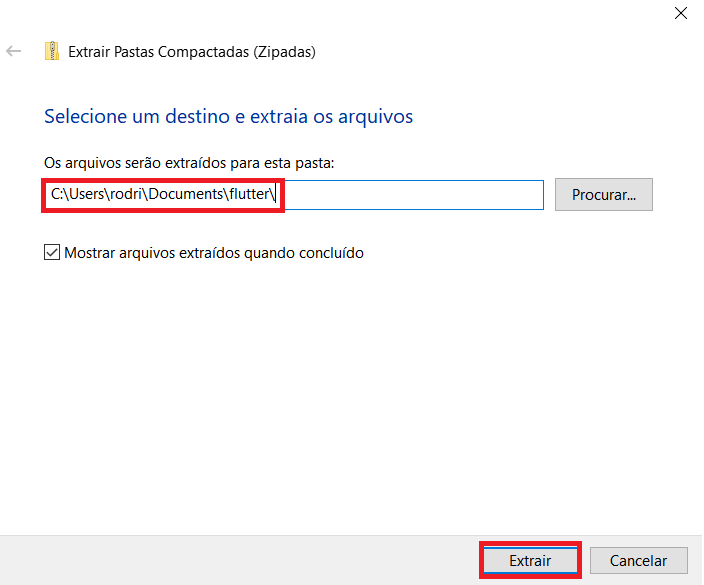 Extrair Pastas Compactadas (Zipadas)
Selecione um destino e extraia os arquivos
Os arquivos serão extraídos para esta pasta:
C:\Users\rodri\Documents\flutter\
Procurar...
Mostrar arquivos extraídos quando concluído
Extrair
Cancelar